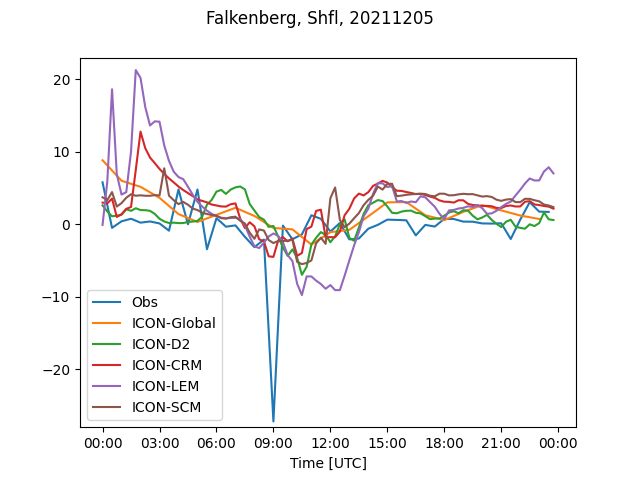 Falkenberg, Shfl, 20211205
20
10
0
−10
−20
Obs
ICON-Global
ICON-D2
ICON-CRM
ICON-LEM
ICON-SCM
00:00 03:00 06:00 09:00 12:00 15:00 18:00 21:00 00:00
Time [UTC]